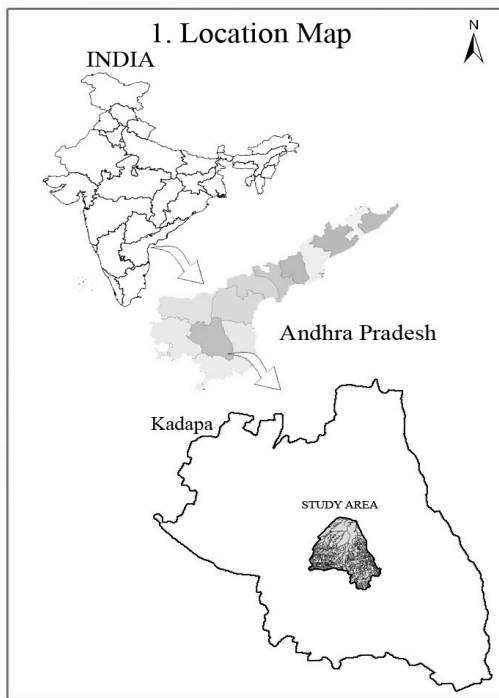 1. Location Map
N
INDIA
Andhra Pradesh
Kadapa
STUDY AREA